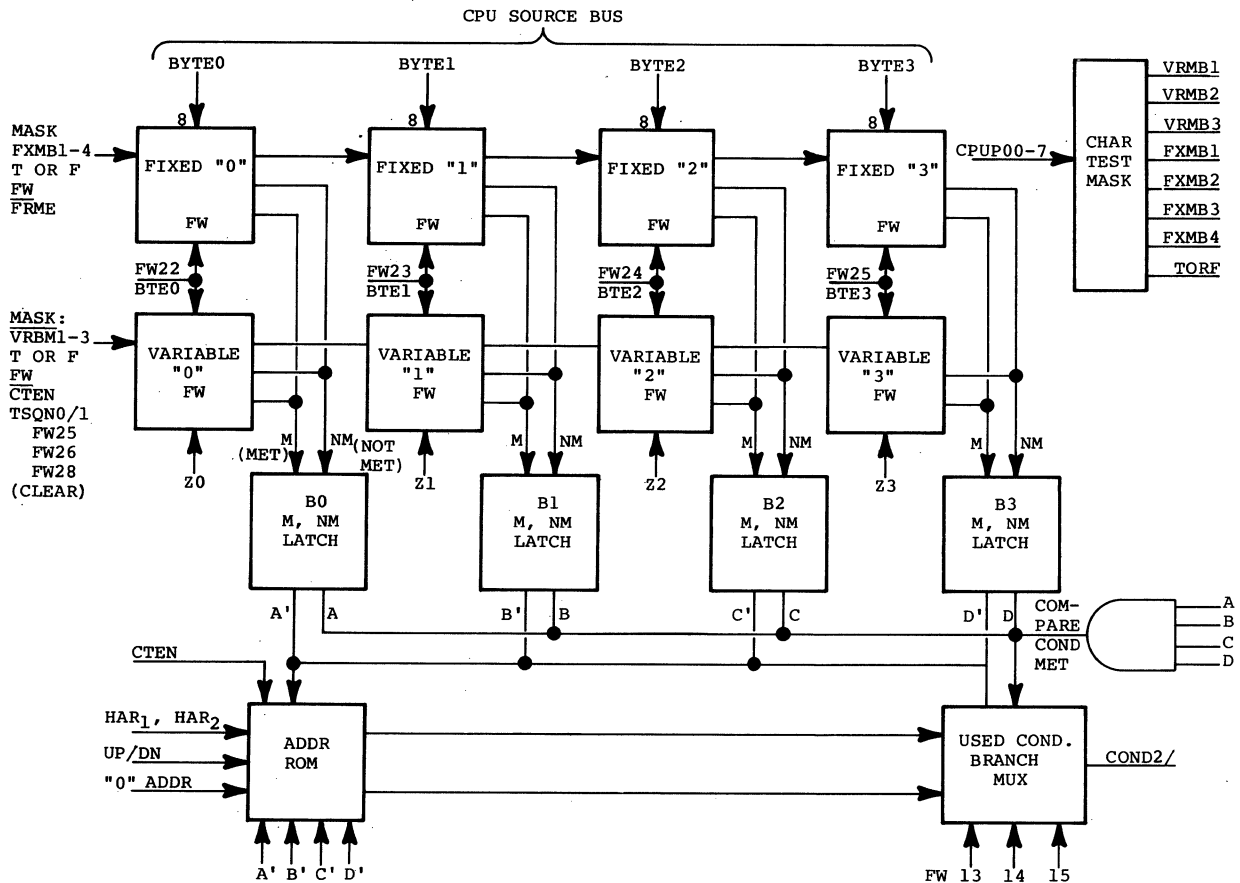 CPU SOURCE BUS
BYTE0
BYTE1
BYTE2
BYTE3
8
8
8
8
MASK
FXMB1-4
T OR F
FW
FRME
FIXED "0"
FW
FIXED "1"
FW
FIXED "2"
FW
FIXED "3"
FW
CPUP00-7
CHAR
TEST
MASK
VRMB1
VRMB2
VRMB3
FXMB1
FXMB2
FXMB3
FXMB4
TORF
FW22
BTE0
FW23
BTE1
FW24
BTE2
FW25
BTE3
MASK:
VRBM1-3
T OR F
FW
CTEN
TSQN0/1
FW25
FW26
FW28
(CLEAR)
VARIABLE
"0"
FW
VARIABLE
"1"
FW
VARIABLE
"2"
FW
VARIABLE
"3"
FW
Z0
Z1
Z2
Z3
M
(MET)
NM
(NOT
MET)
M
NM
M
NM
M
NM
B0
M, NM
LATCH
B1
M, NM
LATCH
B2
M, NM
LATCH
B3
M, NM
LATCH
A'
A
B'
B
C'
C
D'
D
COM-
PARE
COND
MET
A
B
C
D
CTEN
HAR1, HAR2
UP/DN
"0" ADDR
ADDR
ROM
USED COND.
BRANCH
MUX
COND2/
A' B' C' D'
FW 13 14 15